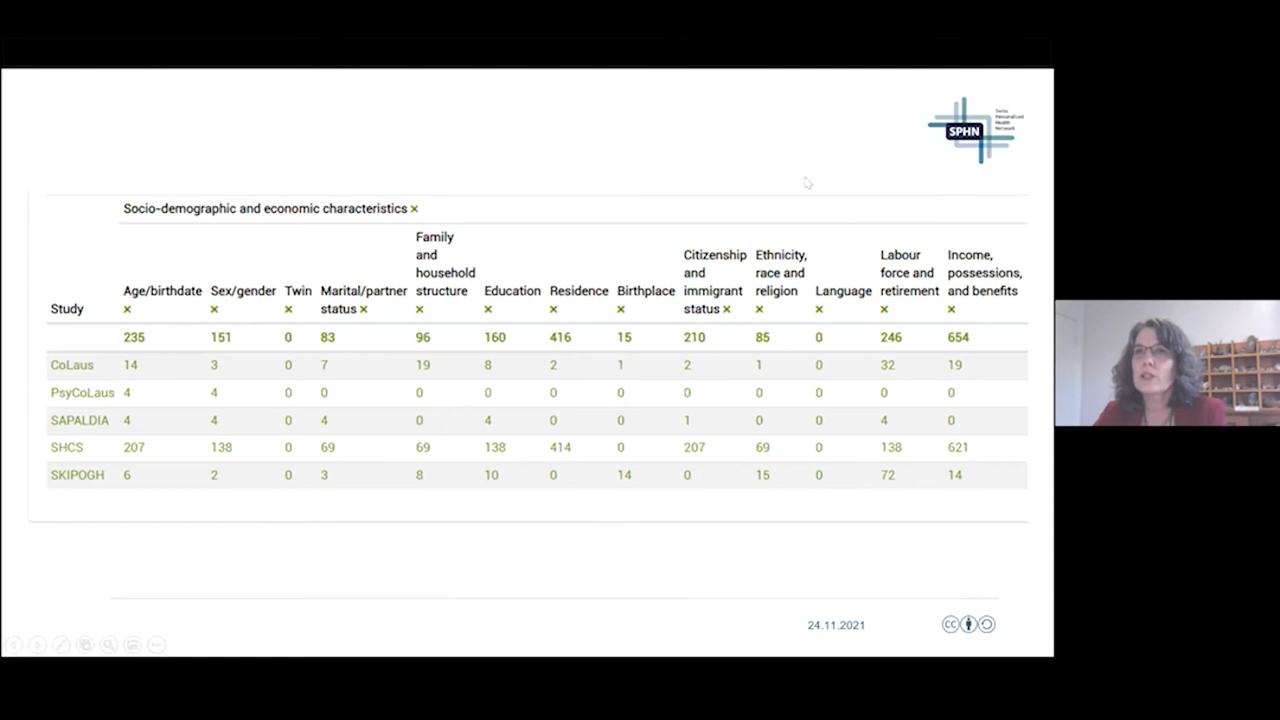 SPHN
Swiss
Personalized
Health
Network
Socio-demographic and economic characteristics ×
Study
Age/birthdate ×
Sex/gender ×
Twin ×
Marital/partner status ×
Family and household structure ×
Education ×
Residence ×
Birthplace ×
Citizenship and immigrant status ×
Ethnicity, race and religion ×
Language ×
Labour force and retirement ×
Income, possessions, and benefits ×
235 151 0 83 96 160 416 15 210 85 0 246 654
CoLaus 14 3 0 7 19 8 2 1 2 1 0 32 19
PsyCoLaus 4 4 0 0 0 0 0 0 0 0 0 0 0
SAPALDIA 4 4 0 4 0 4 0 0 1 0 0 4 0
SHCS 207 138 0 69 69 138 414 0 207 69 0 138 621
SKIPOGH 6 2 0 3 8 10 0 14 0 15 0 72 14
24.11.2021
CC